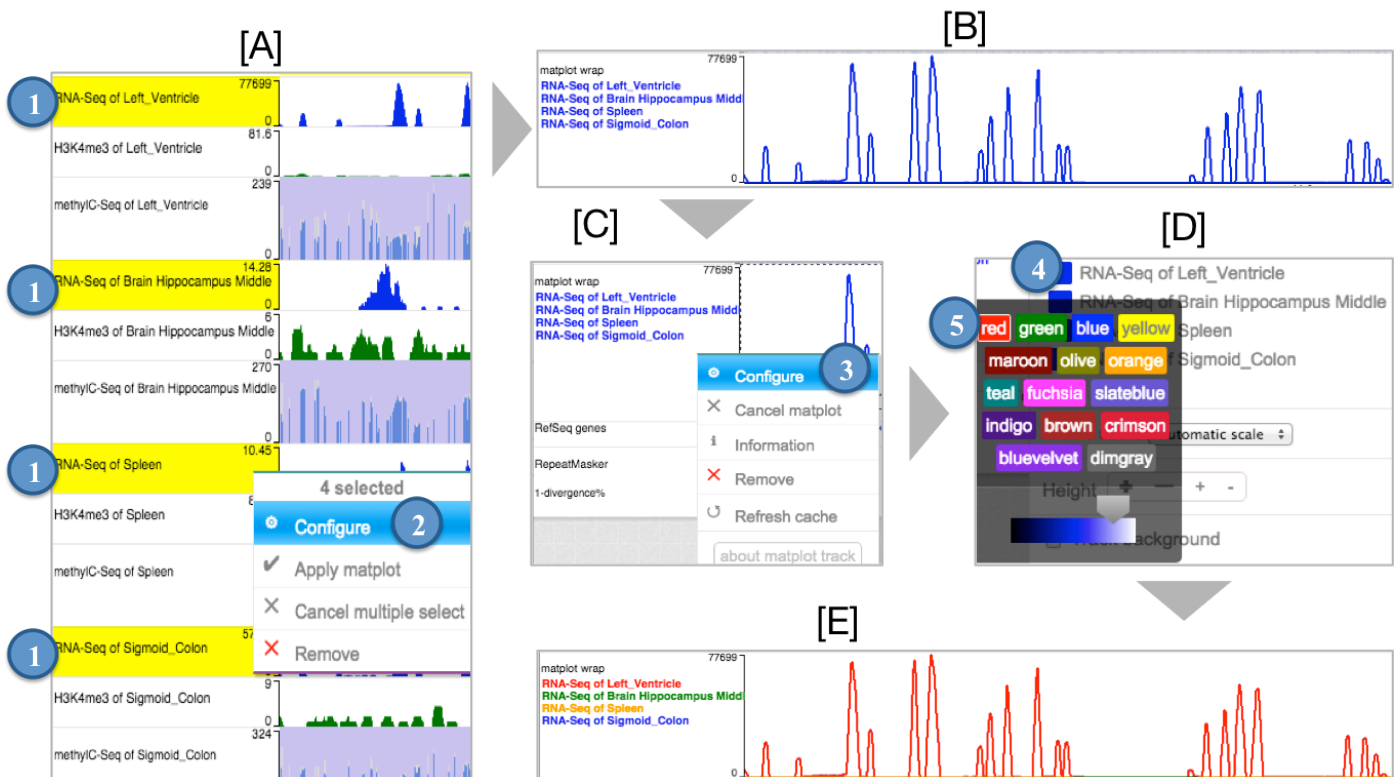 [A]
1
RNA-Seq of Left_Ventricle
77699
0
H3K4me3 of Left_Ventricle
81.6
0
methylC-Seq of Left_Ventricle
239
0
1
RNA-Seq of Brain Hippocampus Middle
14.28
0
H3K4me3 of Brain Hippocampus Middle
6
0
methylC-Seq of Brain Hippocampus Middle
270
0
1
RNA-Seq of Spleen
10.45
H3K4me3 of Spleen
8
methylC-Seq of Spleen
1
RNA-Seq of Sigmoid_Colon
57
H3K4me3 of Sigmoid_Colon
9
0
methylC-Seq of Sigmoid_Colon
324
4 selected
Configure
2
Apply matplot
Cancel multiple select
Remove
[B]
matplot wrap
RNA-Seq of Left_Ventricle
RNA-Seq of Brain Hippocampus Middl
RNA-Seq of Spleen
RNA-Seq of Sigmoid_Colon
77699
0
[C]
matplot wrap
RNA-Seq of Left_Ventricle
RNA-Seq of Brain Hippocampus Midd
RNA-Seq of Spleen
RNA-Seq of Sigmoid_Colon
77699
RefSeq genes
RepeatMasker
1-divergence%
Configure
3
Cancel matplot
Information
Remove
Refresh cache
about matplot track
[D]
4
RNA-Seq of Left_Ventricle
RNA-Seq of Brain Hippocampus Middle
Spleen
of Sigmoid_Colon
5
red green blue yellow
maroon olive orange
teal fuchsia slateblue
indigo brown crimson
bluevelvet dimgray
utomatic scale
Height + — + -
Track background
[E]
matplot wrap
RNA-Seq of Left_Ventricle
RNA-Seq of Brain Hippocampus Middl
RNA-Seq of Spleen
RNA-Seq of Sigmoid_Colon
77699
0